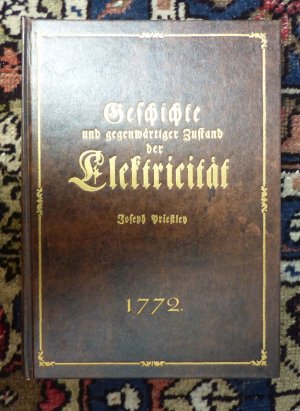 Geschichte
und gegenwärtiger Zustand
der
Elektricität
Joseph Priestley
1772.